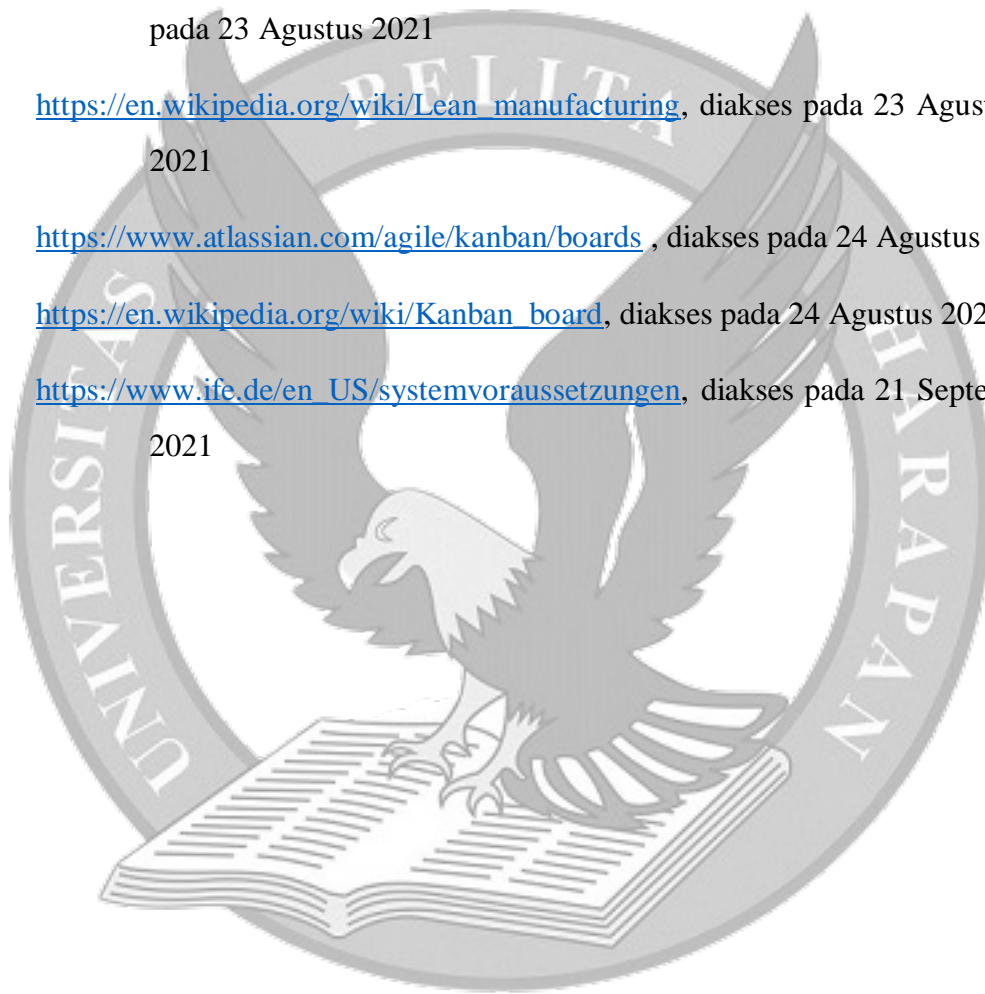 pada 23 Agustus 2021
https://en.wikipedia.org/wiki/Lean_manufacturing, diakses pada 23 Agust
2021
https://www.atlassian.com/agile/kanban/boards , diakses pada 24 Agustus
https://en.wikipedia.org/wiki/Kanban_board, diakses pada 24 Agustus 202
https://www.ife.de/en_US/systemvoraussetzungen, diakses pada 21 Septe
2021
UNIVERSITAS PELITA HARAPAN